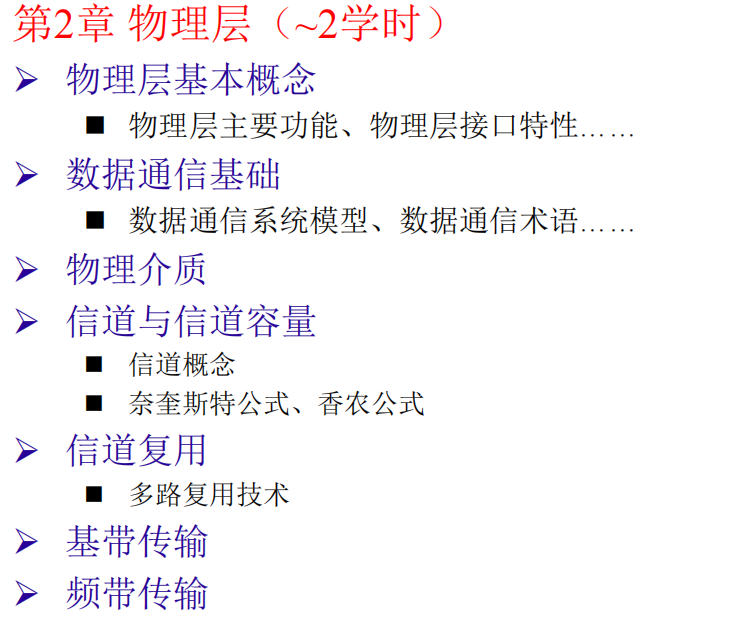 第2章 物理层（~2学时）
➢ 物理层基本概念
■ 物理层主要功能、物理层接口特性……
➢ 数据通信基础
■ 数据通信系统模型、数据通信术语……
➢ 物理介质
➢ 信道与信道容量
■ 信道概念
■ 奈奎斯特公式、香农公式
➢ 信道复用
■ 多路复用技术
➢ 基带传输
➢ 频带传输